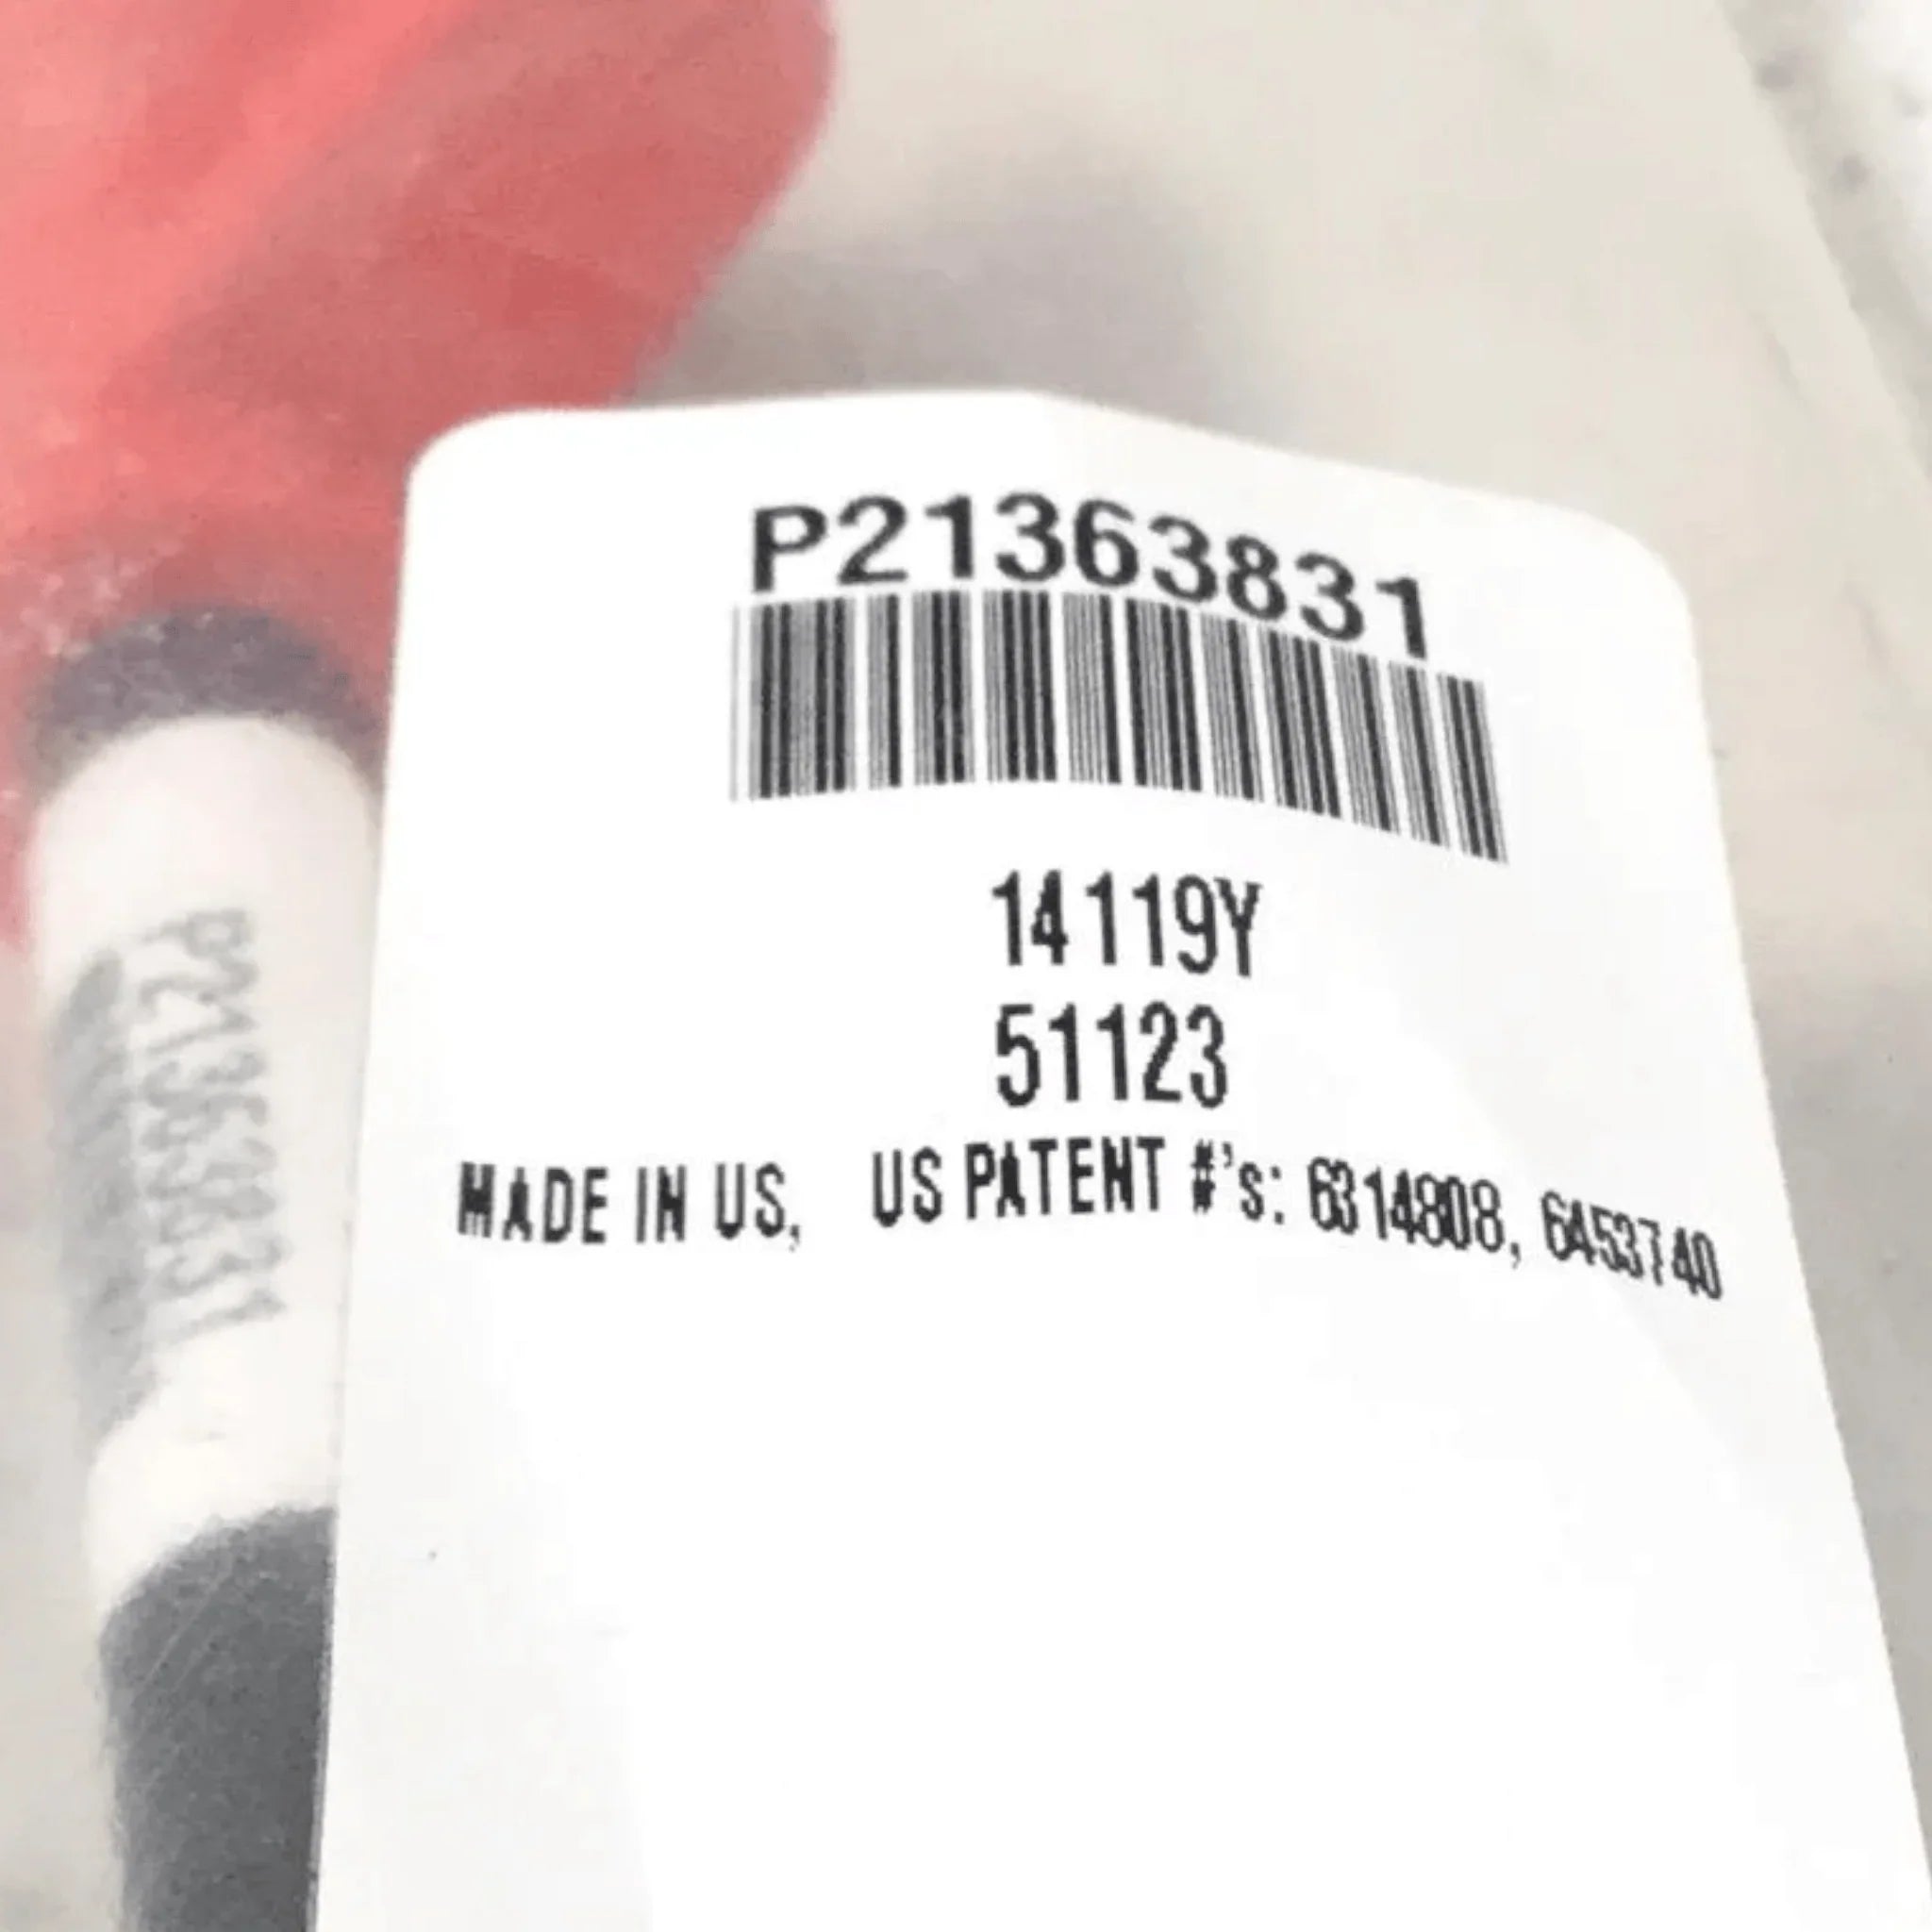 P21363831
14119Y
51123
MADE IN US, US PATENT #'s: 6314808, 6453740
P21363831